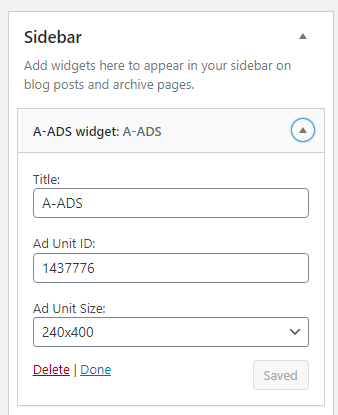 Sidebar
Add widgets here to appear in your sidebar on
blog posts and archive pages.
A-ADS widget: A-ADS
Title:
A-ADS
Ad Unit ID:
1437776
Ad Unit Size:
240x400
Delete | Done
Saved